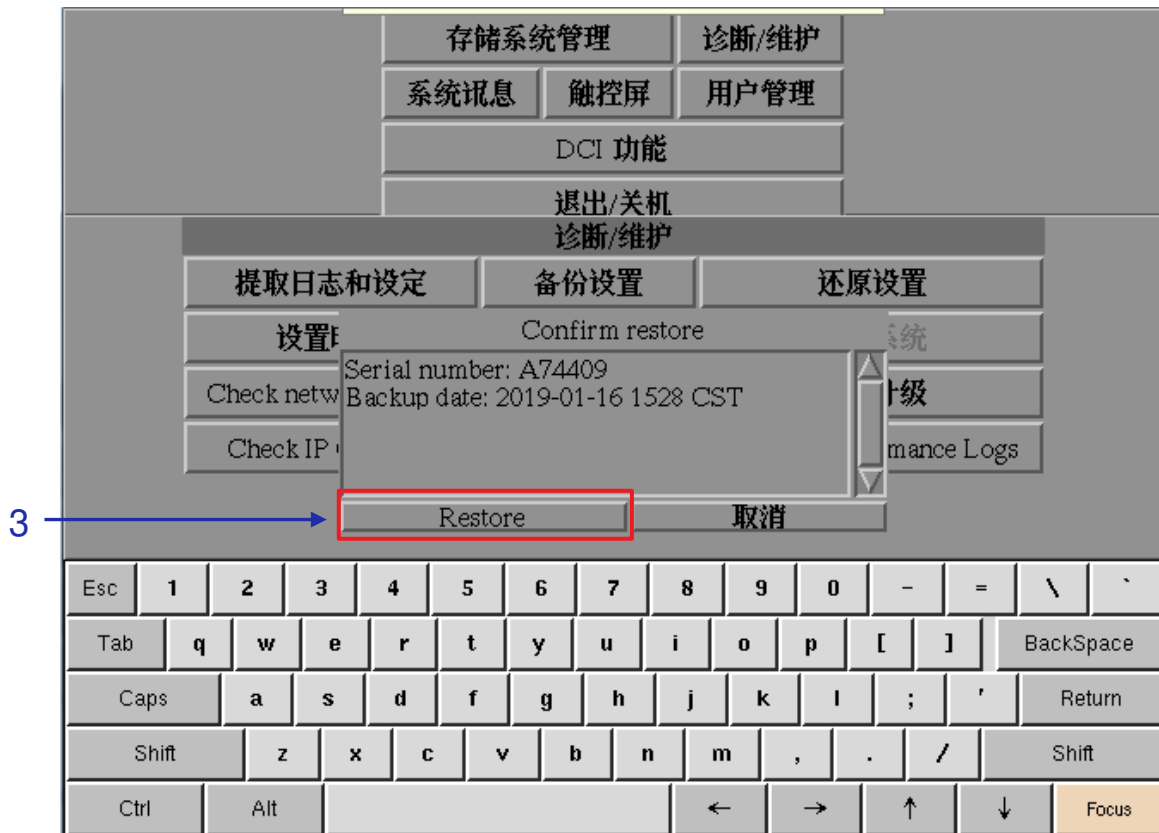 存储系统管理 诊断/维护
系统讯息 触控屏 用户管理
DCI 功能
退出/关机
诊断/维护
提取日志和设定 备份设置 还原设置
设置 Confirm restore 系统
Serial number: A74409
Check netw Backup date: 2019-01-16 1528 CST 升级
Check IP mance Logs
3 Restore 取消
Esc 1 2 3 4 5 6 7 8 9 0 - = \ `
Tab q w e r t y u i o p [ ] BackSpace
Caps a s d f g h j k l ; ' Return
Shift z x c v b n m , . / Shift
Ctrl Alt ← → ↑ ↓ Focus